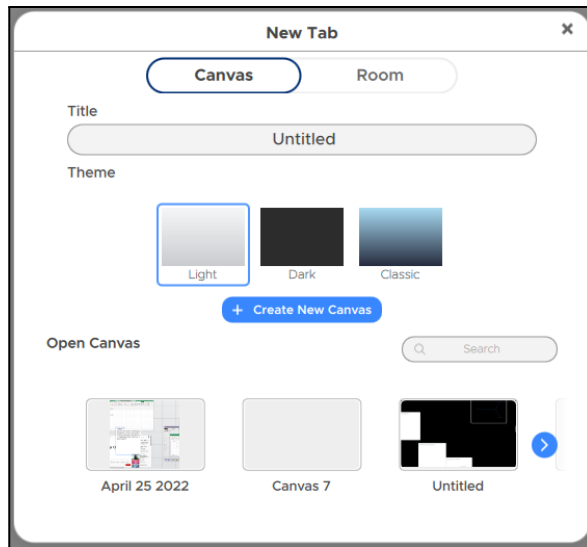 New Tab
Canvas Room
Title
Untitled
Theme
Light Dark Classic
+ Create New Canvas
Open Canvas Search
April 25 2022 Canvas 7 Untitled